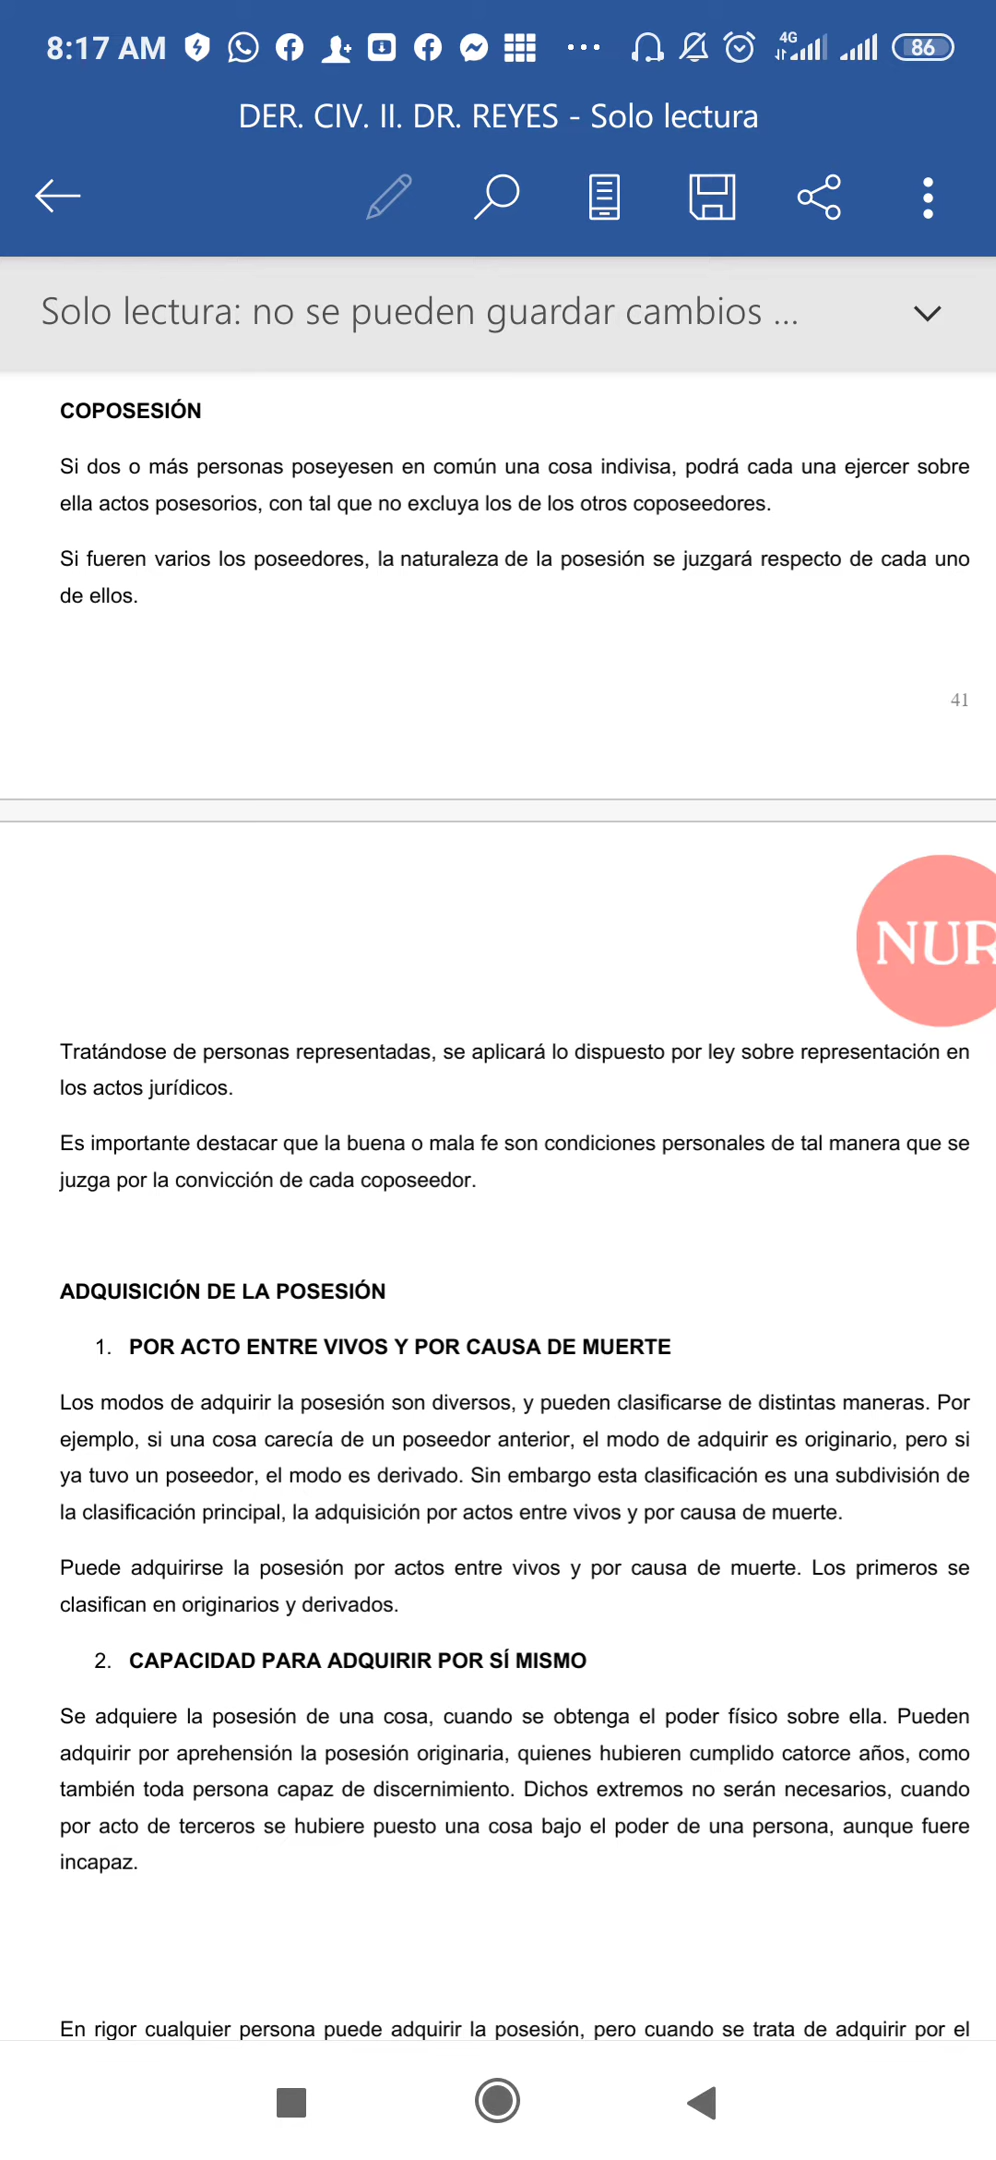 8:17 AM 4G 86
DER. CIV. II. DR. REYES - Solo lectura
Solo lectura: no se pueden guardar cambios ...
COPOSESIÓN
Si dos o más personas poseyesen en común una cosa indivisa, podrá cada una ejercer sobre
ella actos posesorios, con tal que no excluya los de los otros coposeedores.
Si fueren varios los poseedores, la naturaleza de la posesión se juzgará respecto de cada uno
de ellos.
41
NUR
Tratándose de personas representadas, se aplicará lo dispuesto por ley sobre representación en
los actos jurídicos.
Es importante destacar que la buena o mala fe son condiciones personales de tal manera que se
juzga por la convicción de cada coposeedor.
ADQUISICIÓN DE LA POSESIÓN
1. POR ACTO ENTRE VIVOS Y POR CAUSA DE MUERTE
Los modos de adquirir la posesión son diversos, y pueden clasificarse de distintas maneras. Por
ejemplo, si una cosa carecía de un poseedor anterior, el modo de adquirir es originario, pero si
ya tuvo un poseedor, el modo es derivado. Sin embargo esta clasificación es una subdivisión de
la clasificación principal, la adquisición por actos entre vivos y por causa de muerte.
Puede adquirirse la posesión por actos entre vivos y por causa de muerte. Los primeros se
clasifican en originarios y derivados.
2. CAPACIDAD PARA ADQUIRIR POR SÍ MISMO
Se adquiere la posesión de una cosa, cuando se obtenga el poder físico sobre ella. Pueden
adquirir por aprehensión la posesión originaria, quienes hubieren cumplido catorce años, como
también toda persona capaz de discernimiento. Dichos extremos no serán necesarios, cuando
por acto de terceros se hubiere puesto una cosa bajo el poder de una persona, aunque fuere
incapaz.
En rigor cualquier persona puede adquirir la posesión, pero cuando se trata de adquirir por el